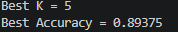 Best K = 5
Best Accuracy = 0.89375